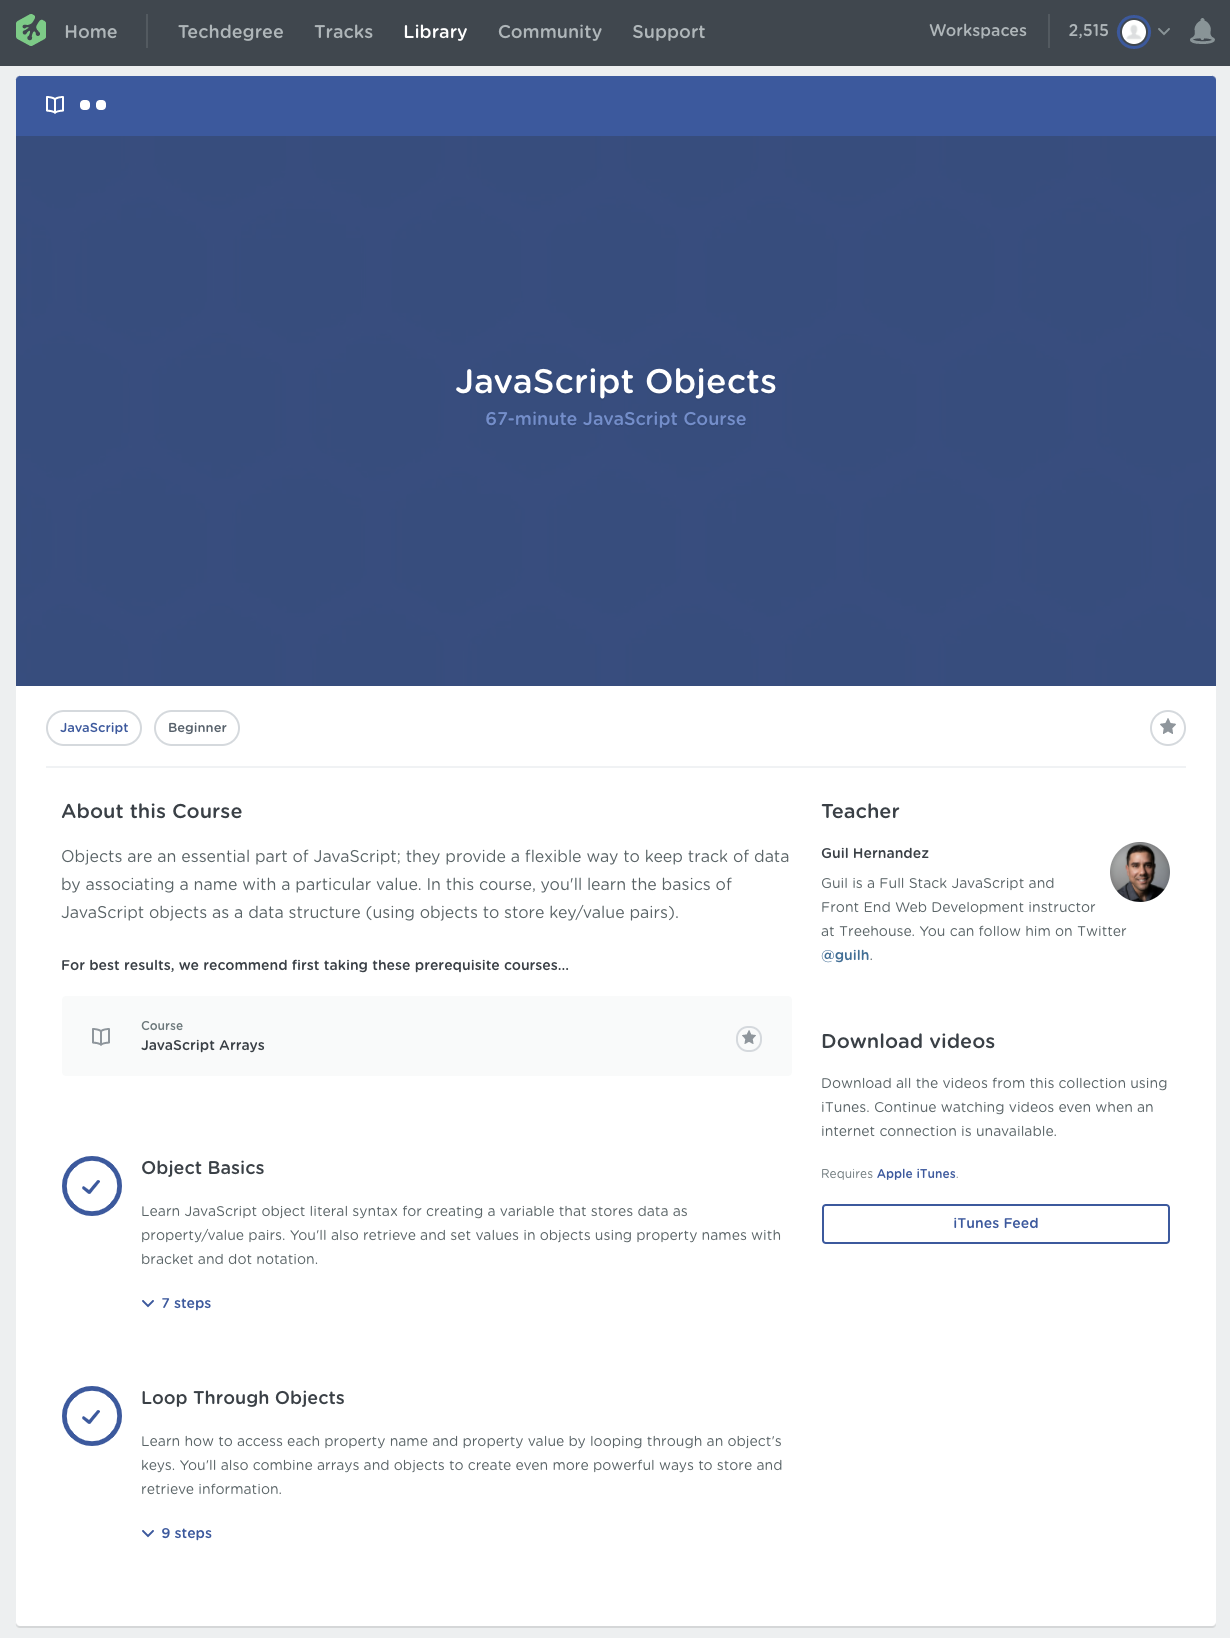 Home
Techdegree
Tracks
Library
Community
Support
Workspaces
2,515
JavaScript Objects
67-minute JavaScript Course
JavaScript
Beginner
About this Course
Objects are an essential part of JavaScript; they provide a flexible way to keep track of data
by associating a name with a particular value. In this course, you'll learn the basics of
JavaScript objects as a data structure (using objects to store key/value pairs).
For best results, we recommend first taking these prerequisite courses...
Course
JavaScript Arrays
Object Basics
Learn JavaScript object literal syntax for creating a variable that stores data as
property/value pairs. You'll also retrieve and set values in objects using property names with
bracket and dot notation.
7 steps
Loop Through Objects
Learn how to access each property name and property value by looping through an object's
keys. You'll also combine arrays and objects to create even more powerful ways to store and
retrieve information.
9 steps
Teacher
Guil Hernandez
Guil is a Full Stack JavaScript and
Front End Web Development instructor
at Treehouse. You can follow him on Twitter
@guilh.
Download videos
Download all the videos from this collection using
iTunes. Continue watching videos even when an
internet connection is unavailable.
Requires Apple iTunes.
iTunes Feed